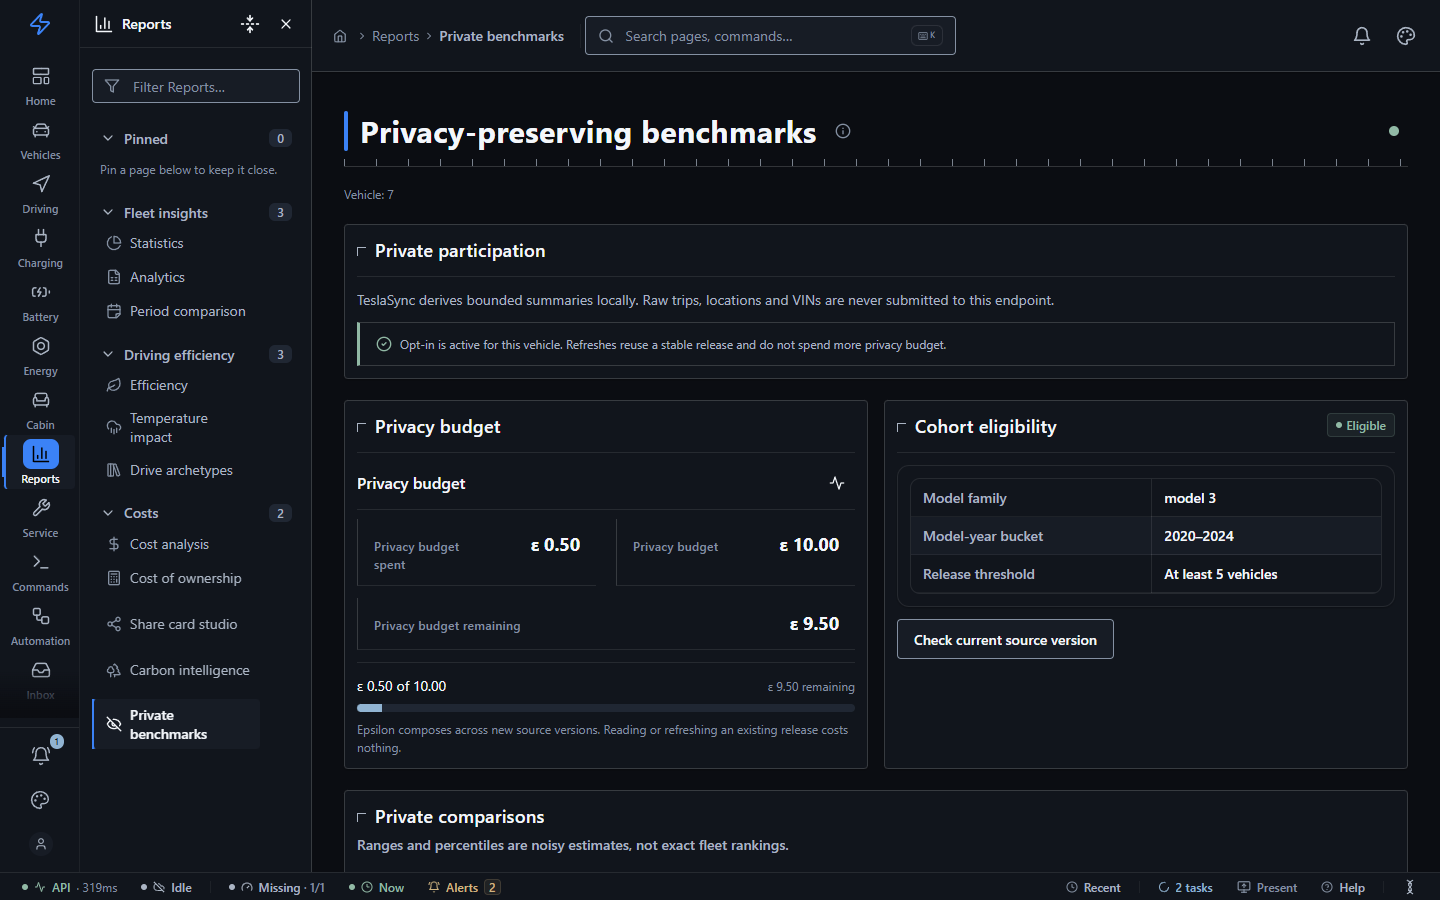 Reports
Home
Vehicles
Driving
Charging
Battery
Energy
Cabin
Reports
Service
Commands
Automation
Inbox
1
Filter Reports...
Pinned
0
Pin a page below to keep it close.
Fleet insights
3
Statistics
Analytics
Period comparison
Driving efficiency
3
Efficiency
Temperature
impact
Drive archetypes
Costs
2
Cost analysis
Cost of ownership
Share card studio
Carbon intelligence
Private
benchmarks
Reports
Private benchmarks
Search pages, commands...
K
Privacy-preserving benchmarks
Vehicle: 7
Private participation
TeslaSync derives bounded summaries locally. Raw trips, locations and VINs are never submitted to this endpoint.
Opt-in is active for this vehicle. Refreshes reuse a stable release and do not spend more privacy budget.
Privacy budget
Privacy budget
Privacy budget
spent
ε 0.50
Privacy budget
ε 10.00
Privacy budget remaining
ε 9.50
ε 0.50 of 10.00
ε 9.50 remaining
Epsilon composes across new source versions. Reading or refreshing an existing release costs
nothing.
Cohort eligibility
Eligible
Model family
model 3
Model-year bucket
2020–2024
Release threshold
At least 5 vehicles
Check current source version
Private comparisons
Ranges and percentiles are noisy estimates, not exact fleet rankings.
API · 319ms
Idle
Missing · 1/1
Now
Alerts 2
Recent
2 tasks
Present
Help